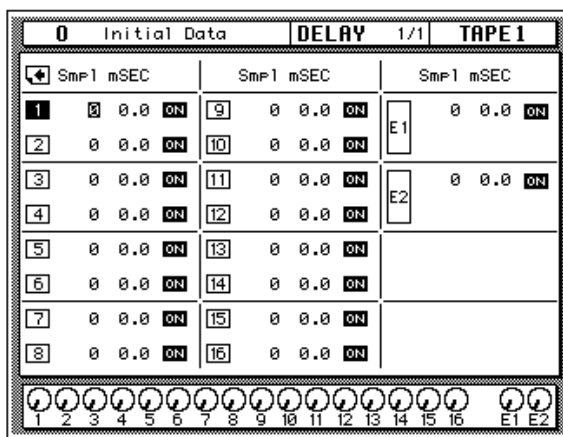 0 Initial Data DELAY 1/1 TAPE1
Smpl mSEC Smpl mSEC Smpl mSEC
1 0 0.0 ON 9 0 0.0 ON E1 0 0.0 ON
2 0 0.0 ON 10 0 0.0 ON
3 0 0.0 ON 11 0 0.0 ON E2 0 0.0 ON
4 0 0.0 ON 12 0 0.0 ON
5 0 0.0 ON 13 0 0.0 ON
6 0 0.0 ON 14 0 0.0 ON
7 0 0.0 ON 15 0 0.0 ON
8 0 0.0 ON 16 0 0.0 ON
1 2 3 4 5 6 7 8 9 10 11 12 13 14 15 16 E1 E2